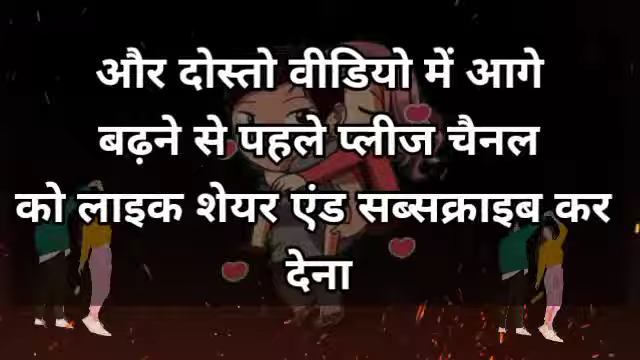 और दोस्तो वीडियो में आगे
बढ़ने से पहले प्लीज चैनल
को लाइक शेयर एंड सब्सक्राइब कर
देना